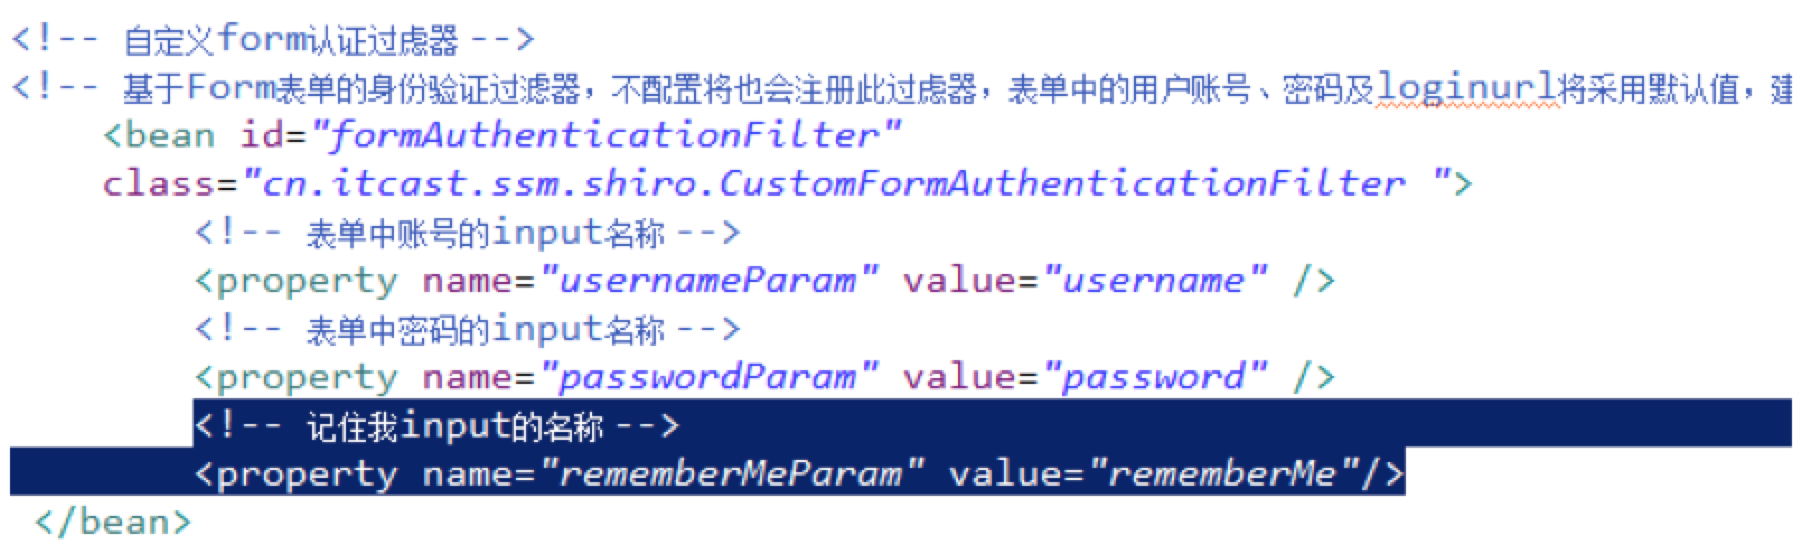 <!-- 自定义form认证过虑器 -->
<!-- 基于Form表单的身份验证过滤器，不配置将也会注册此过虑器，表单中的用户账号、密码及loginurl将采用默认值，建
<bean id="formAuthenticationFilter"
class="cn.itcast.ssm.shiro.CustomFormAuthenticationFilter ">
<!-- 表单中账号的input名称 -->
<property name="usernameParam" value="username" />
<!-- 表单中密码的input名称 -->
<property name="passwordParam" value="password" />
<!-- 记住我input的名称 -->
<property name="rememberMeParam" value="rememberMe"/>
</bean>